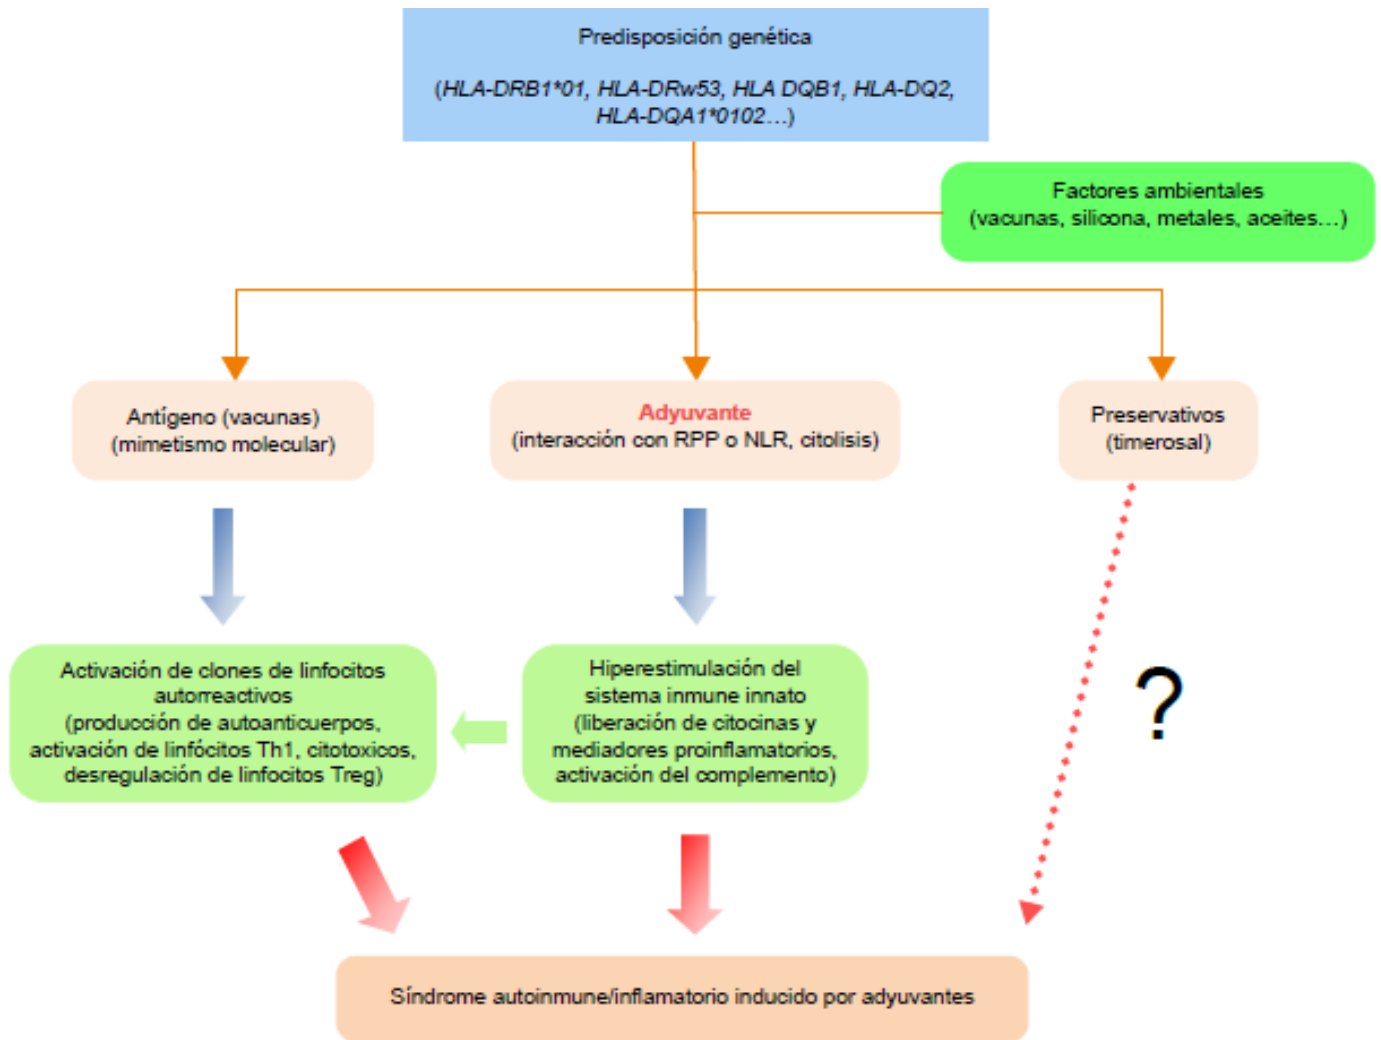 Predisposición genética
(HLA-DRB1*01, HLA-DRw53, HLA DQB1, HLA-DQ2,
HLA-DQA1*0102…)
Factores ambientales
(vacunas, silicona, metales, aceites…)
Antígeno (vacunas)
(mimetismo molecular)
Adyuvante
(interacción con RPP o NLR, citolisis)
Preservativos
(timerosal)
Activación de clones de linfocitos
autorreactivos
(producción de autoanticuerpos,
activación de linfócitos Th1, citotoxicos,
desregulación de linfocitos Treg)
Hiperestimulación del
sistema inmune innato
(liberación de citocinas y
mediadores proinflamatorios,
activación del complemento)
?
Síndrome autoinmune/inflamatorio inducido por adyuvantes